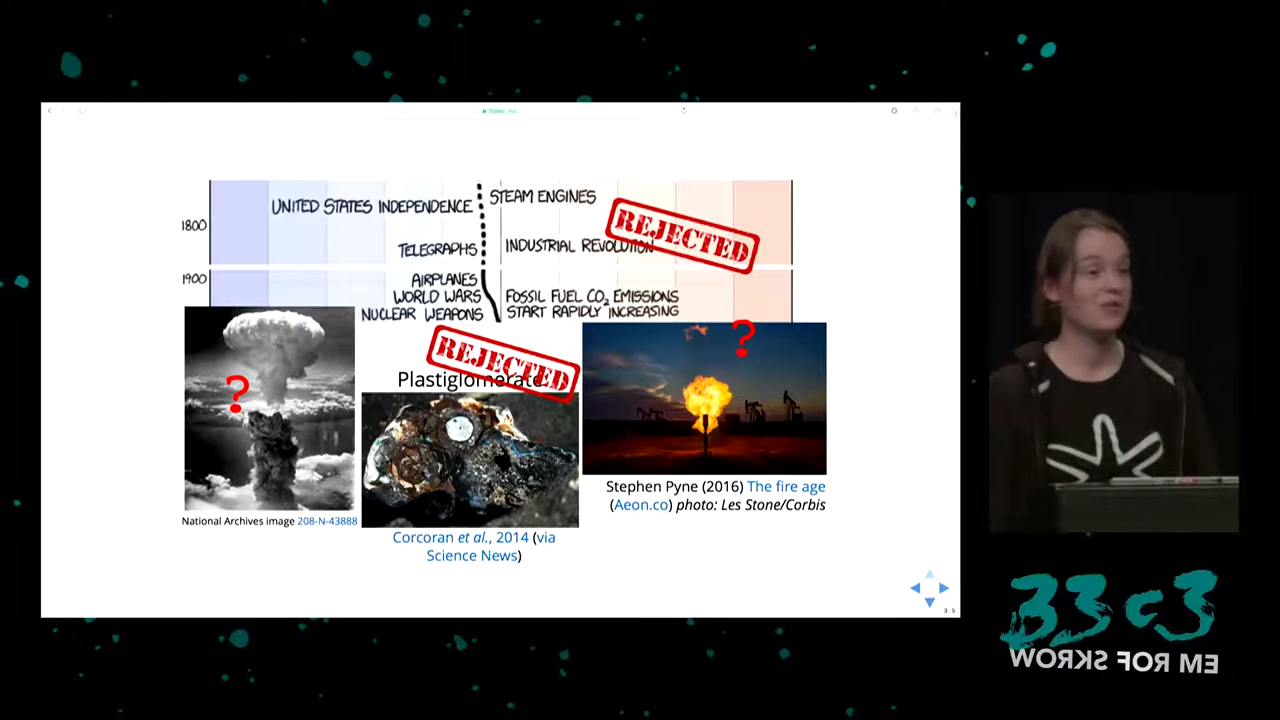 UNITED STATES INDEPENDENCE
STEAM ENGINES
1800
REJECTED
TELEGRAPHS
INDUSTRIAL REVOLUTION
1900
AIRPLANES
WORLD WARS
FOSSIL FUEL CO₂ EMISSIONS
NUCLEAR WEAPONS
START RAPIDLY INCREASING
?
?
REJECTED
Plastiglomerate
Stephen Pyne (2016) The fire age
(Aeon.co) photo: Les Stone/Corbis
National Archives image 208-N-43888
Corcoran et al., 2014 (via
Science News)
3.5
33c3
WORKS FOR ME